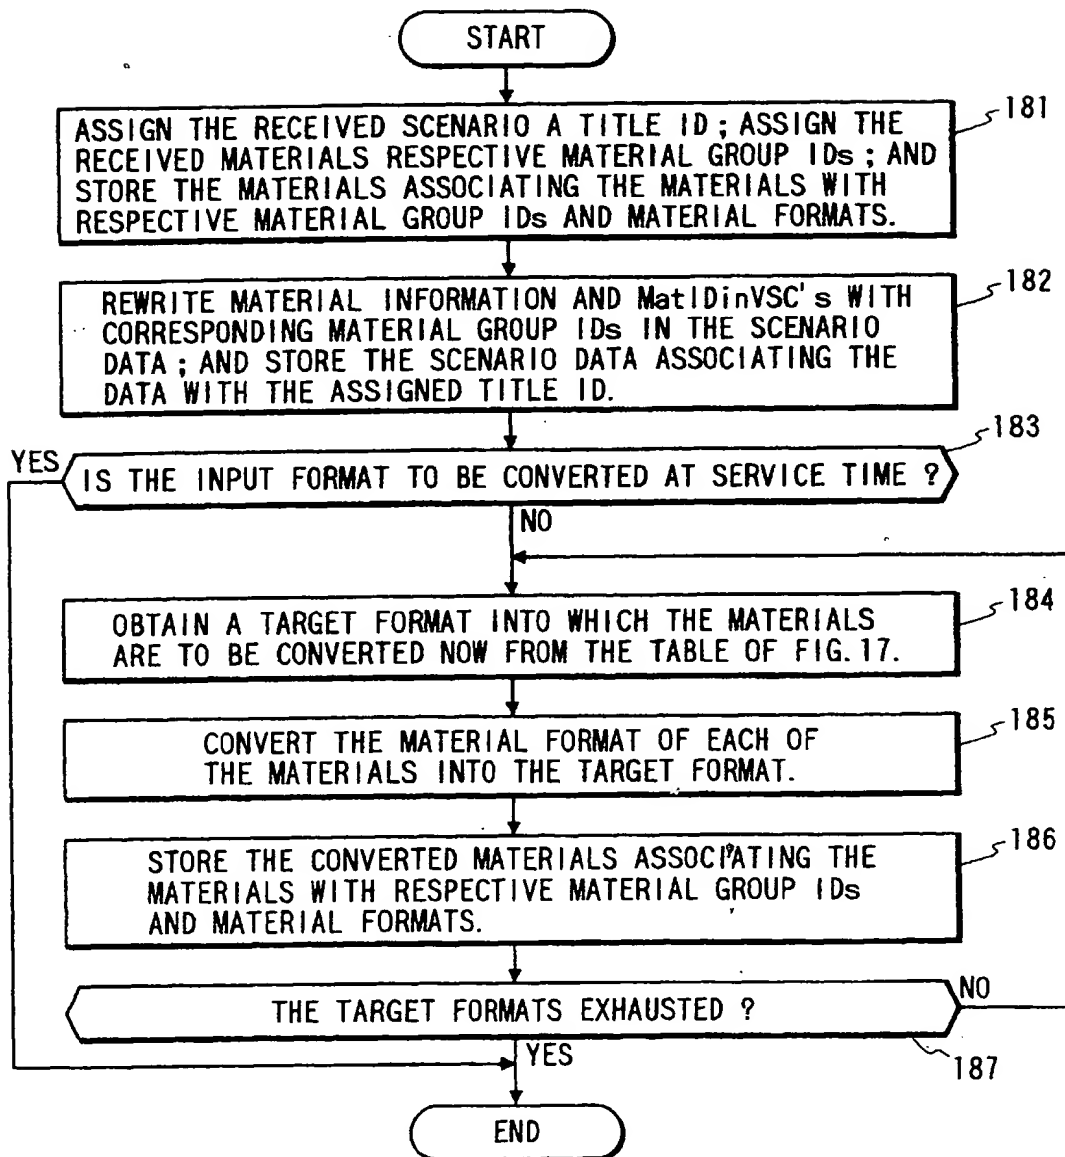 START
181
ASSIGN THE RECEIVED SCENARIO A TITLE ID; ASSIGN THE
RECEIVED MATERIALS RESPECTIVE MATERIAL GROUP IDs; AND
STORE THE MATERIALS ASSOCIATING THE MATERIALS WITH
RESPECTIVE MATERIAL GROUP IDs AND MATERIAL FORMATS.
182
REWRITE MATERIAL INFORMATION AND MatIDinVSC's WITH
CORRESPONDING MATERIAL GROUP IDs IN THE SCENARIO
DATA; AND STORE THE SCENARIO DATA ASSOCIATING THE
DATA WITH THE ASSIGNED TITLE ID.
183
YES
IS THE INPUT FORMAT TO BE CONVERTED AT SERVICE TIME ?
NO
184
OBTAIN A TARGET FORMAT INTO WHICH THE MATERIALS
ARE TO BE CONVERTED NOW FROM THE TABLE OF FIG. 17.
185
CONVERT THE MATERIAL FORMAT OF EACH OF
THE MATERIALS INTO THE TARGET FORMAT.
186
STORE THE CONVERTED MATERIALS ASSOCIATING THE
MATERIALS WITH RESPECTIVE MATERIAL GROUP IDs
AND MATERIAL FORMATS.
THE TARGET FORMATS EXHAUSTED ?
NO
YES
187
END